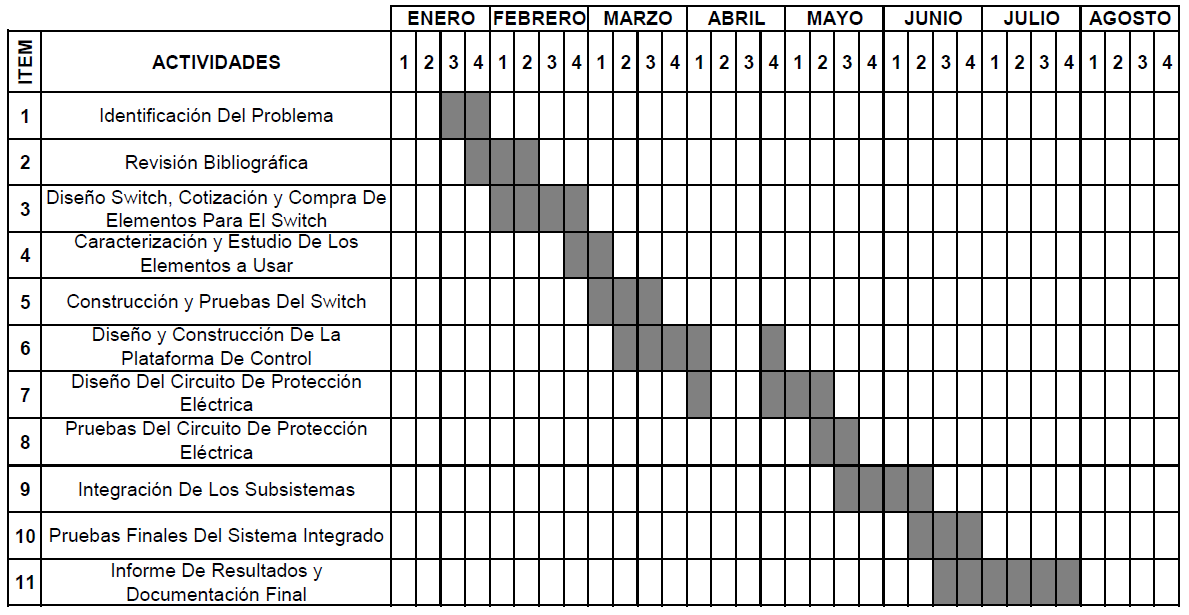 ENERO FEBRERO MARZO ABRIL MAYO JUNIO JULIO AGOSTO
ITEM ACTIVIDADES 1 2 3 4 1 2 3 4 1 2 3 4 1 2 3 4 1 2 3 4 1 2 3 4 1 2 3 4 1 2 3 4
1 Identificación Del Problema
2 Revisión Bibliográfica
3 Diseño Switch, Cotización y Compra De
Elementos Para El Switch
4 Caracterización y Estudio De Los
Elementos a Usar
5 Construcción y Pruebas Del Switch
6 Diseño y Construcción De La
Plataforma De Control
7 Diseño Del Circuito De Protección
Eléctrica
8 Pruebas Del Circuito De Protección
Eléctrica
9 Integración De Los Subsistemas
10 Pruebas Finales Del Sistema Integrado
11 Informe De Resultados y
Documentación Final